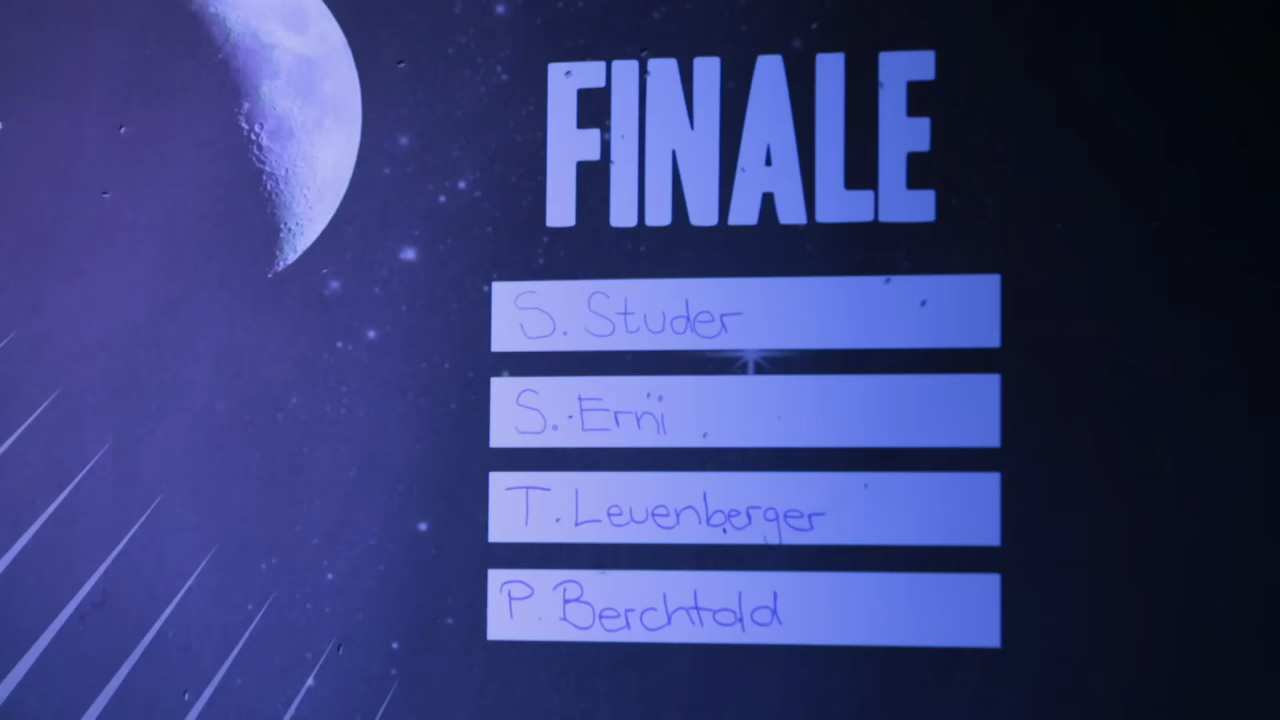 FINALE
S. Studer
S. Erni
T. Leuenberger
P. Berchtold